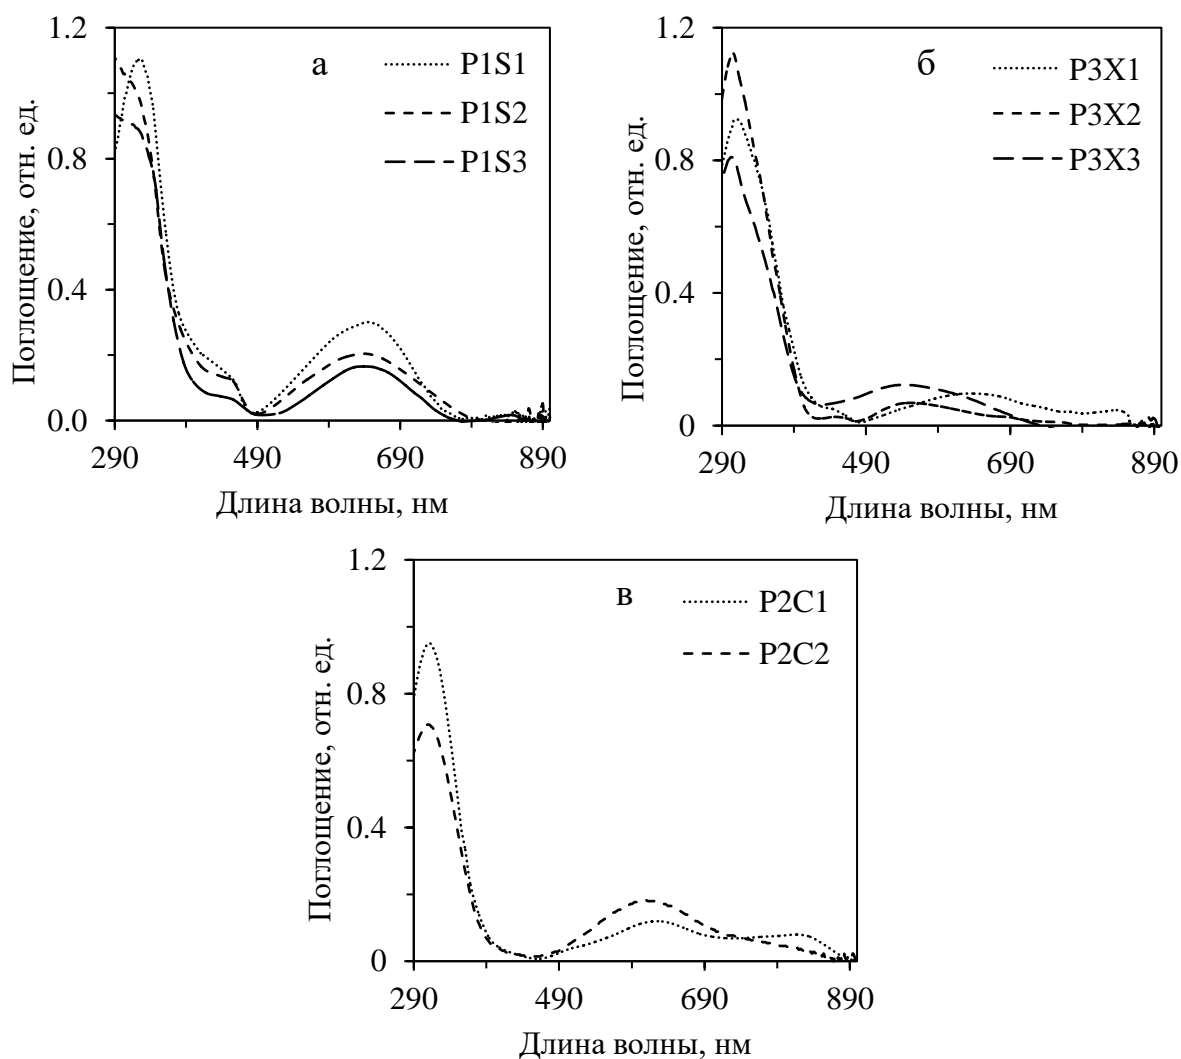 1.2
а
P1S1
P1S2
P1S3
0.8
0.4
0.0
290
490
690
890
Поглощение, отн. ед.
Длина волны, нм
1.2
б
P3X1
P3X2
P3X3
0.8
0.4
0
290
490
690
890
Поглощение, отн. ед.
Длина волны, нм
1.2
в
P2C1
P2C2
0.8
0.4
0
290
490
690
890
Поглощение, отн. ед.
Длина волны, нм